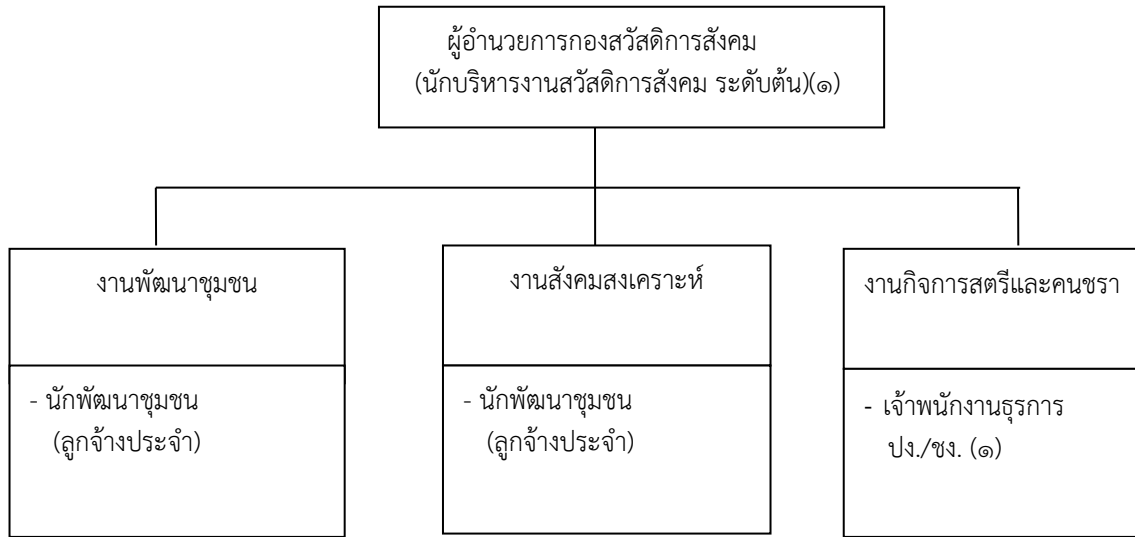 ผู้อำนวยการกองสวัสดิการสังคม
(นักบริหารงานสวัสดิการสังคม ระดับต้น)(๑)
งานพัฒนาชุมชน
- นักพัฒนาชุมชน
(ลูกจ้างประจำ)
งานสังคมสงเคราะห์
- นักพัฒนาชุมชน
(ลูกจ้างประจำ)
งานกิจการสตรีและคนชรา
- เจ้าพนักงานธุรการ
ปง./ชง. (๑)